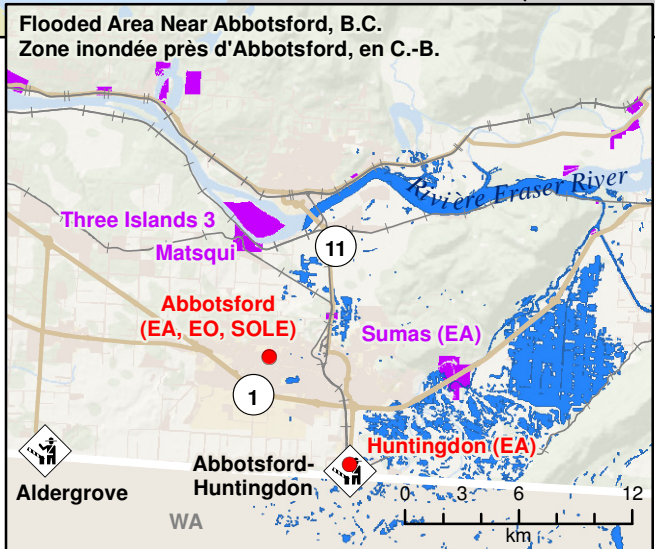 Flooded Area Near Abbotsford, B.C.
Zone inondée près d'Abbotsford, en C.-B.
Rivière Fraser River
Three Islands 3
Matsqui
11
Abbotsford
(EA, EO, SOLE)
Sumas (EA)
1
Huntingdon (EA)
Abbotsford-
Huntingdon
Aldergrove
0 3 6 12
km
WA